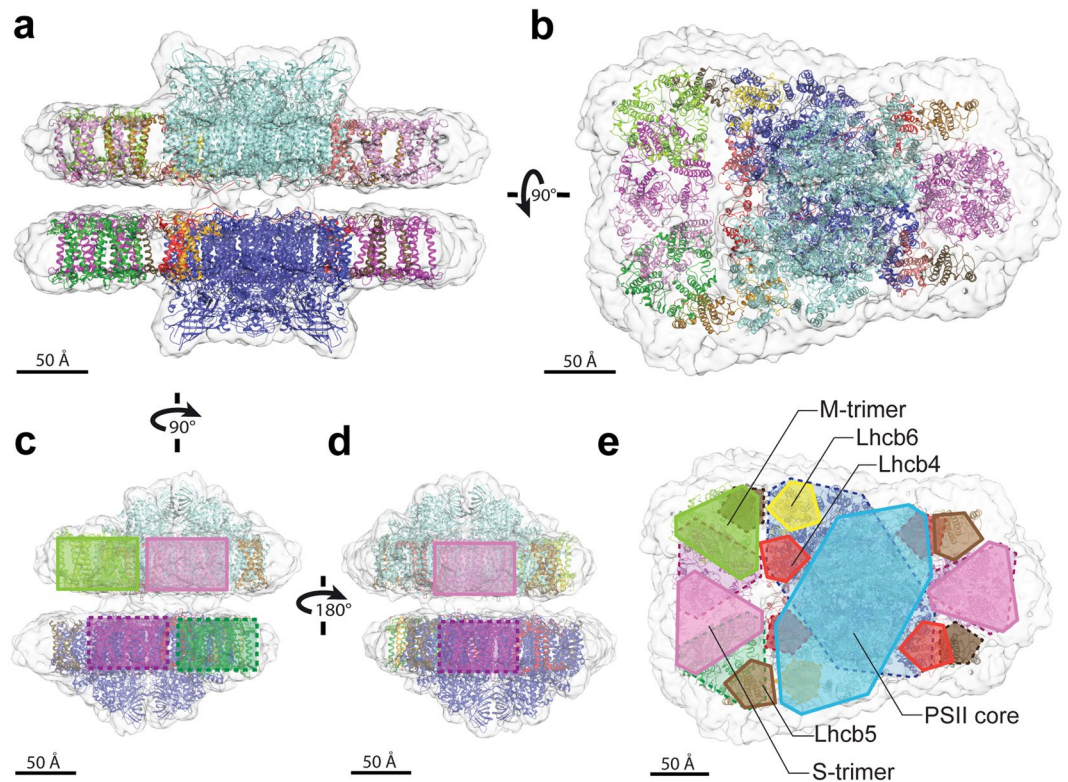 a
b
90°
50 Å
50 Å
90°
c
d
e
M-trimer
Lhcb6
Lhcb4
180°
PSII core
Lhcb5
S-trimer
50 Å
50 Å
50 Å